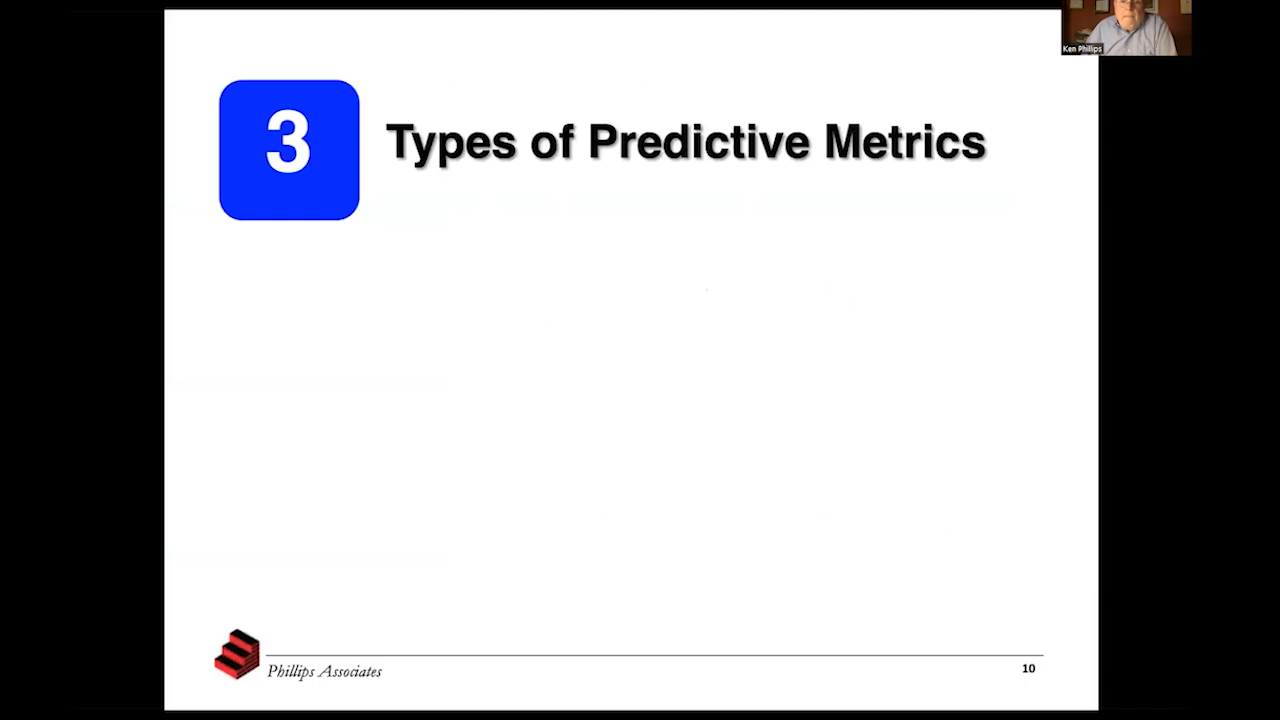 Ken Phillips
3
Types of Predictive Metrics
Phillips Associates
10